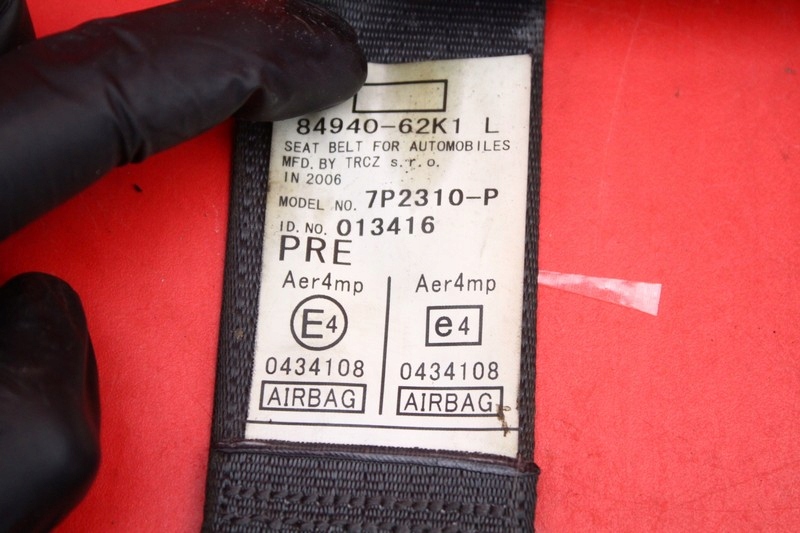 84940-62K1 L
SEAT BELT FOR AUTOMOBILES
MFD. BY TRCZ s.r.o.
IN 2006
MODEL NO. 7P2310-P
I D. NO. 013416
PRE
Aer4mp Aer4mp
E4 e4
0434108 0434108
AIRBAG AIRBAG